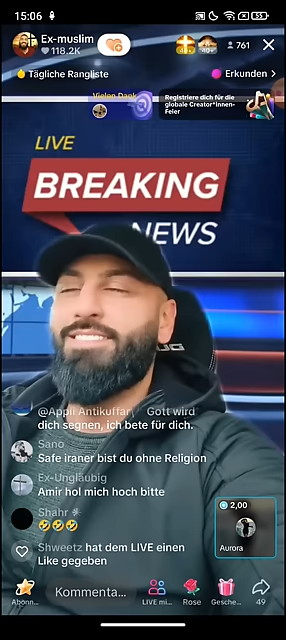 15:06
55
Ex-muslim
118.2K
761
Tägliche Rangliste
Erkunden >
Vielen Dank
Registriere dich für die
globale Creator*innen-
Feier
LIVE
BREAKING
NEWS
@Appli Antikuffar Gott wird
dich segnen, ich bete für dich.
Sano
Safe iraner bist du ohne Religion
Ex-Ungläubig
Amir hol mich hoch bitte
Shahr
🤣🤣🤣
Shweetz hat dem LIVE einen
Like gegeben
2,00
Aurora
Kommenta...
Abonn...
LIVE mi...
Rose
Gesche...
49